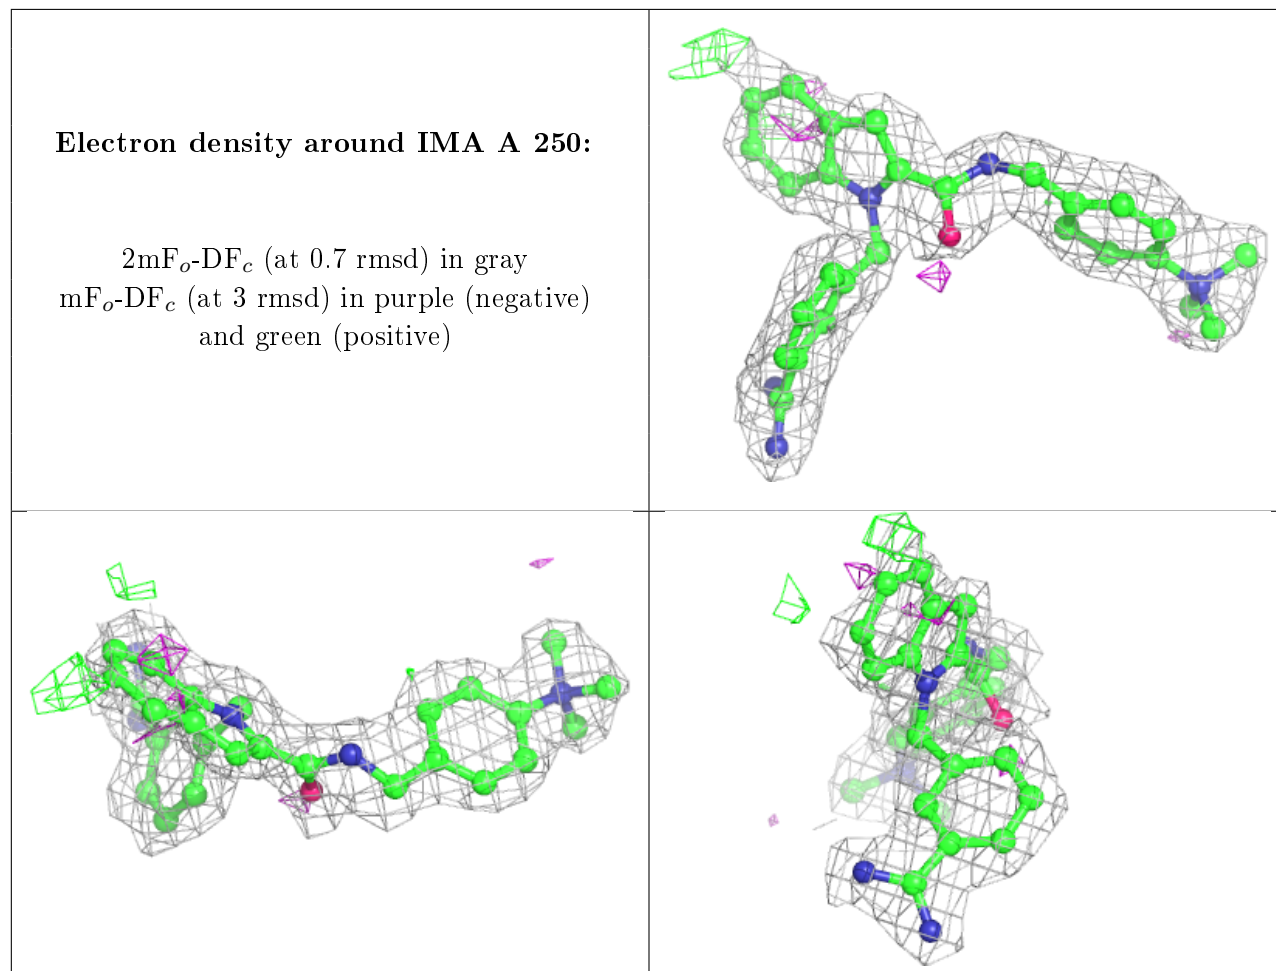 Electron density around IMA A 250:
2mFo-DFc (at 0.7 rmsd) in gray
mFo-DFc (at 3 rmsd) in purple (negative)
and green (positive)